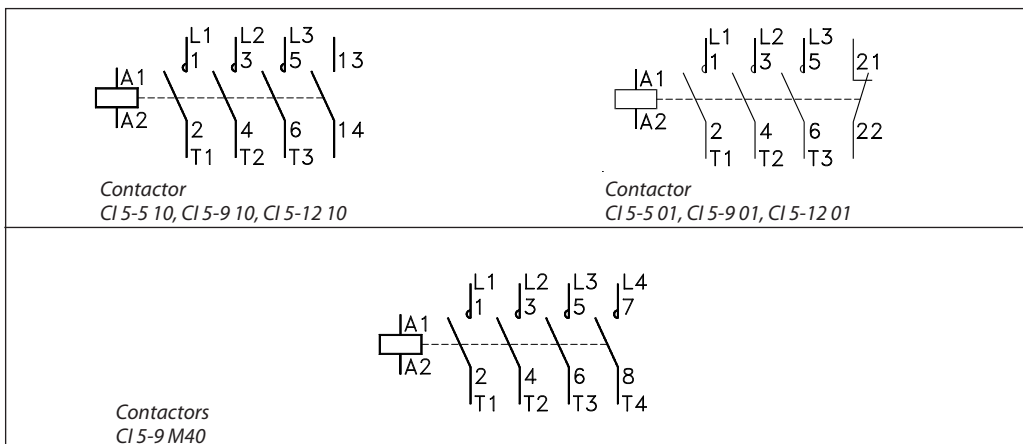 L1 L2 L3
1 3 5 13
A1
A2
2 4 6 14
T1 T2 T3
Contactor
CI 5-5 10, CI 5-9 10, CI 5-12 10
L1 L2 L3
1 3 5 21
A1
A2
2 4 6 22
T1 T2 T3
Contactor
CI 5-5 01, CI 5-9 01, CI 5-12 01
L1 L2 L3 L4
1 3 5 7
A1
A2
2 4 6 8
T1 T2 T3 T4
Contactors
CI 5-9 M40